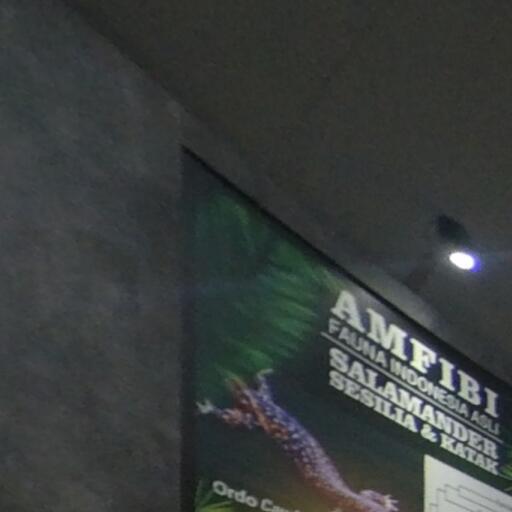 AMFIBI
FAUNA INDONESIA ASLI
SALAMANDER
SESILIA & KATAK
Ordo